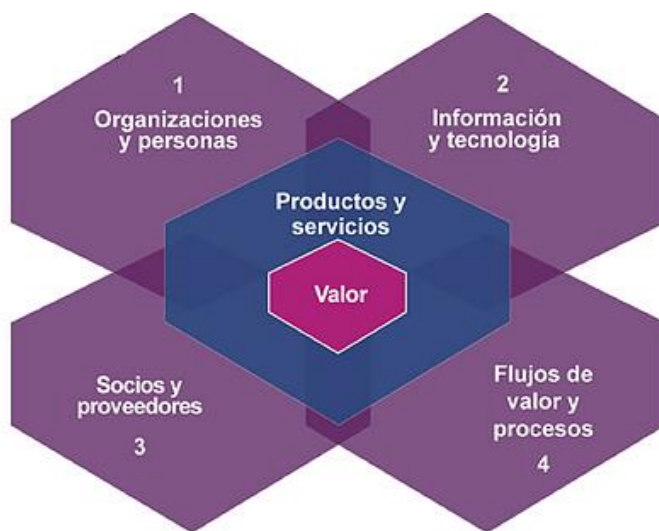 1
Organizaciones
y personas
2
Información
y tecnología
Productos y
servicios
Valor
Socios y
proveedores
3
Flujos de
valor y
procesos
4